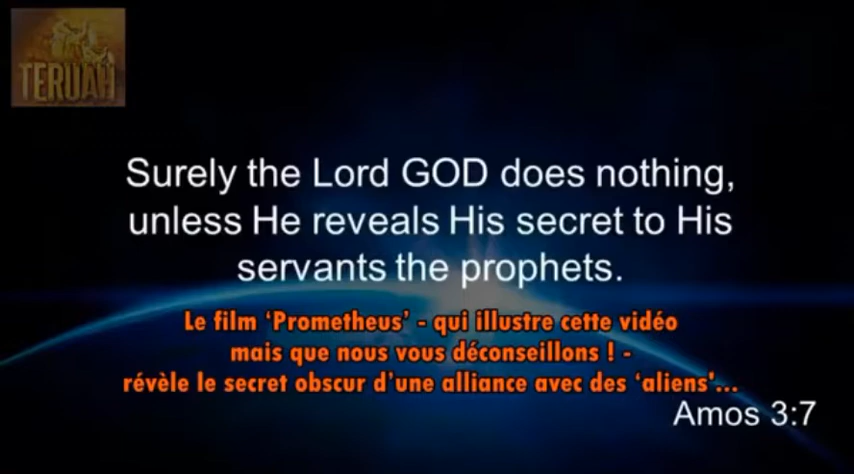 TERUAH
Surely the Lord GOD does nothing,
unless He reveals His secret to His
servants the prophets.
Le film ‘Prometheus’ - qui illustre cette vidéo
mais que nous vous déconseillons ! -
révèle le secret obscur d’une alliance avec des ‘aliens'...
Amos 3:7